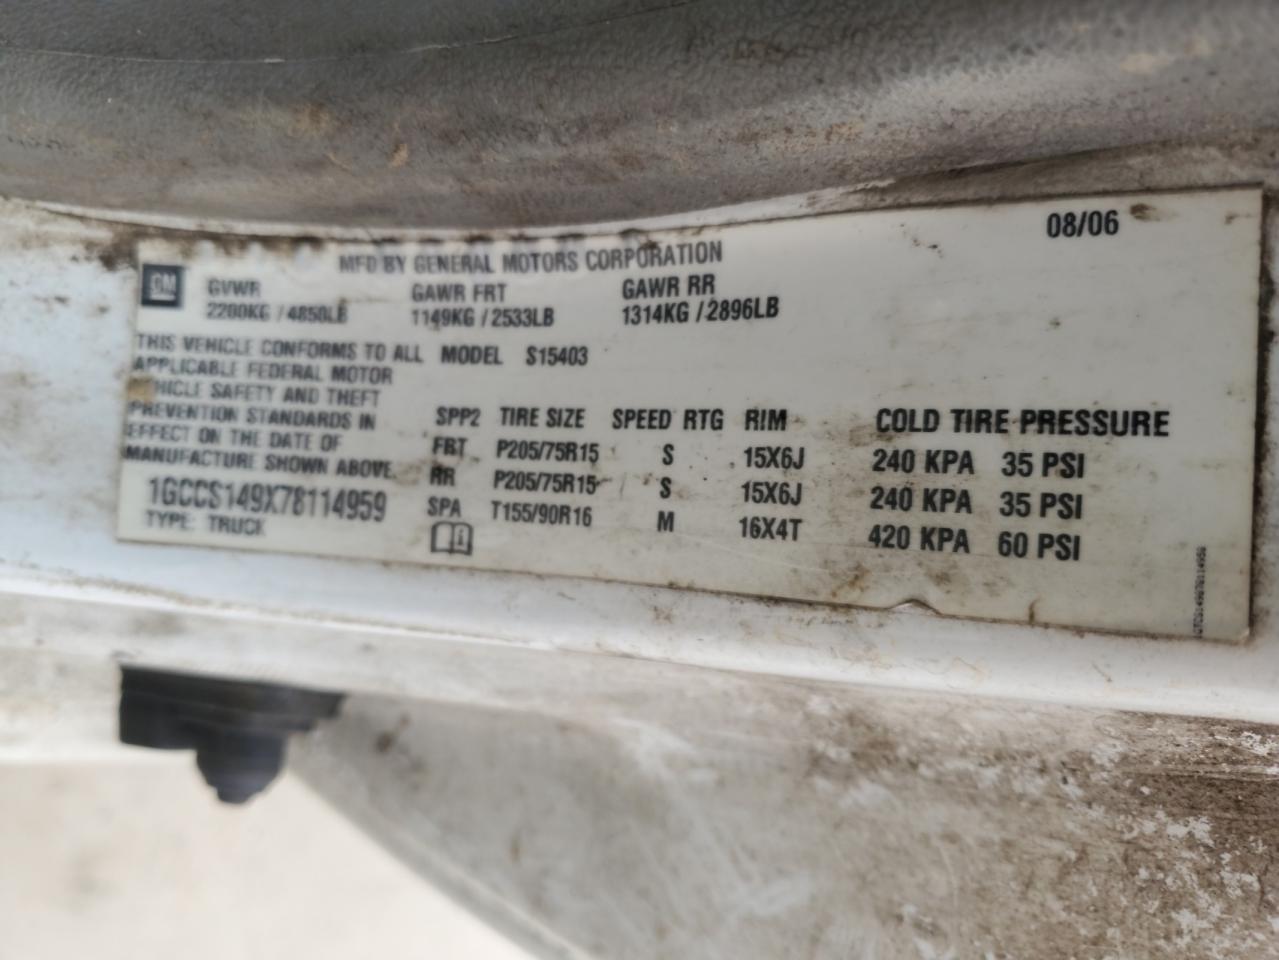 08/06
MFD BY GENERAL MOTORS CORPORATION
GM
GVWR GAWR FRT GAWR RR
2200KG / 4850LB 1149KG / 2533LB 1314KG / 2896LB
THIS VEHICLE CONFORMS TO ALL
APPLICABLE FEDERAL MOTOR
VEHICLE SAFETY AND THEFT
PREVENTION STANDARDS IN
EFFECT ON THE DATE OF
MANUFACTURE SHOWN ABOVE.
1GCCS149X78114959
TYPE: TRUCK
MODEL S15403
SPP2 TIRE SIZE SPEED RTG RIM COLD TIRE PRESSURE
FRT P205/75R15 S 15X6J 240 KPA 35 PSI
RR P205/75R15 S 15X6J 240 KPA 35 PSI
SPA T155/90R16 M 16X4T 420 KPA 60 PSI